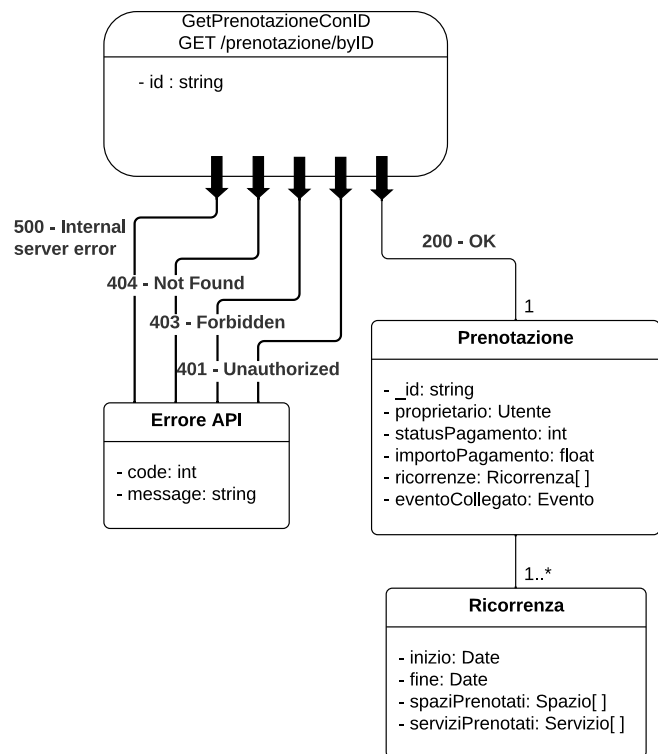 GetPrenotazioneConID
GET /prenotazione/byID
- id : string
500 - Internal
server error
404 - Not Found
403 - Forbidden
401 - Unauthorized
200 - OK
1
Prenotazione
- _id: string
- proprietario: Utente
- statusPagamento: int
- importoPagamento: float
- ricorrenze: Ricorrenza[ ]
- eventoCollegato: Evento
Errore API
- code: int
- message: string
1..*
Ricorrenza
- inizio: Date
- fine: Date
- spaziPrenotati: Spazio[ ]
- serviziPrenotati: Servizio[ ]